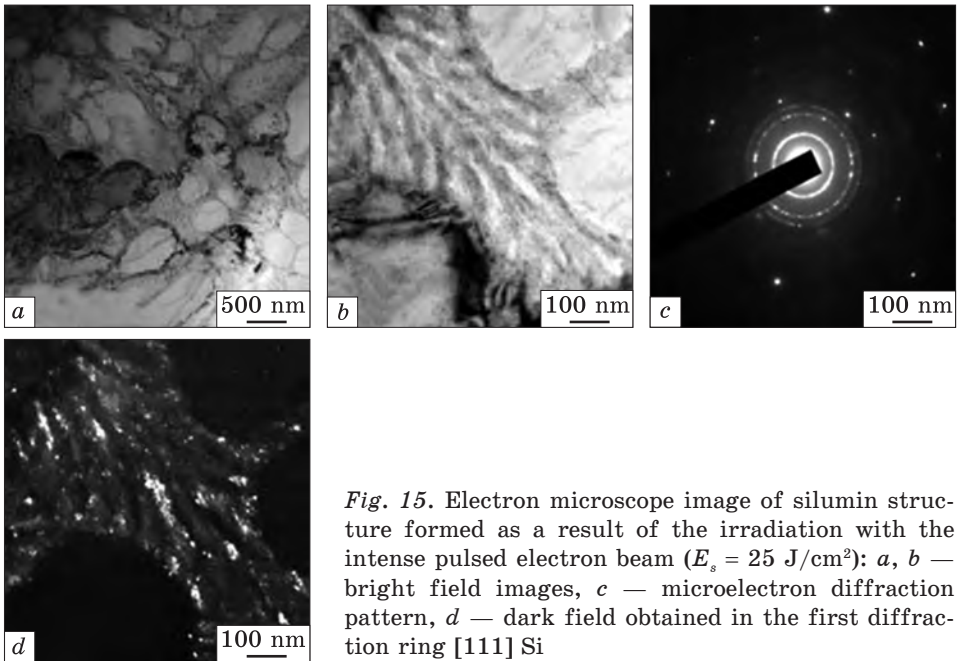 a
500 nm
b
100 nm
c
100 nm
d
100 nm
Fig. 15. Electron microscope image of silumin struc-
ture formed as a result of the irradiation with the
intense pulsed electron beam (Eₛ = 25 J/cm²): a, b —
bright field images, c — microelectron diffraction
pattern, d — dark field obtained in the first diffrac-
tion ring [111] Si